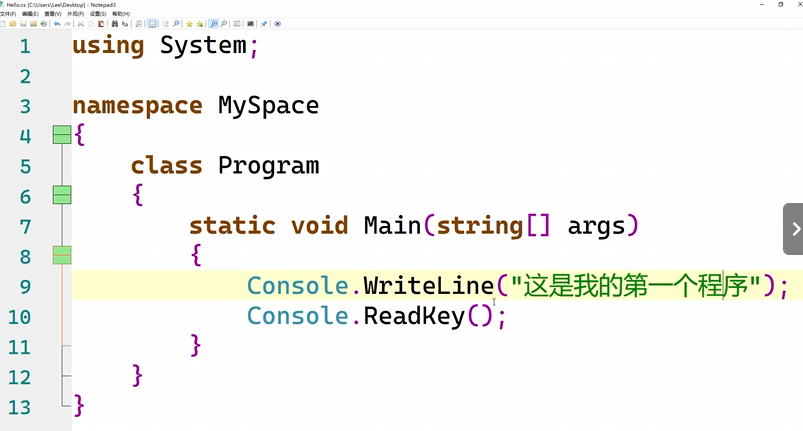 Hello.cs [C:\Users\Lee\Desktop] - Notepad3
文件(F) 编辑(E) 查看(V) 外观(P) 设置(S) 帮助(H)
1 using System;
2
3 namespace MySpace
4 {
5 class Program
6 {
7 static void Main(string[] args)
8 {
9 Console.WriteLine("这是我的第一个程序");
10 Console.ReadKey();
11 }
12 }
13 }